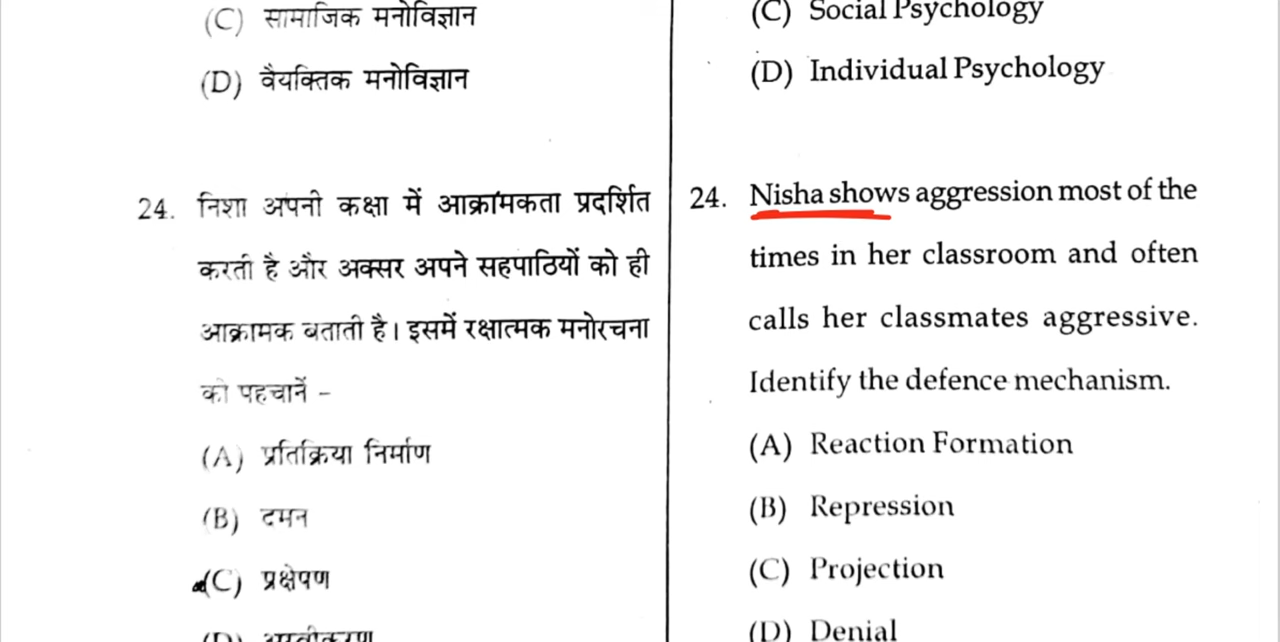 (C) सामाजिक मनोविज्ञान
(D) वैयक्तिक मनोविज्ञान
24. निशा अपनी कक्षा में आक्रामकता प्रदर्शित
करती है और अक्सर अपने सहपाठियों को ही
आक्रामक बताती है। इसमें रक्षात्मक मनोरचना
को पहचानें –
(A) प्रतिक्रिया निर्माण
(B) दमन
(C) प्रक्षेपण
(D) अस्वीकरण
(C) Social Psychology
(D) Individual Psychology
24. Nisha shows aggression most of the
times in her classroom and often
calls her classmates aggressive.
Identify the defence mechanism.
(A) Reaction Formation
(B) Repression
(C) Projection
(D) Denial